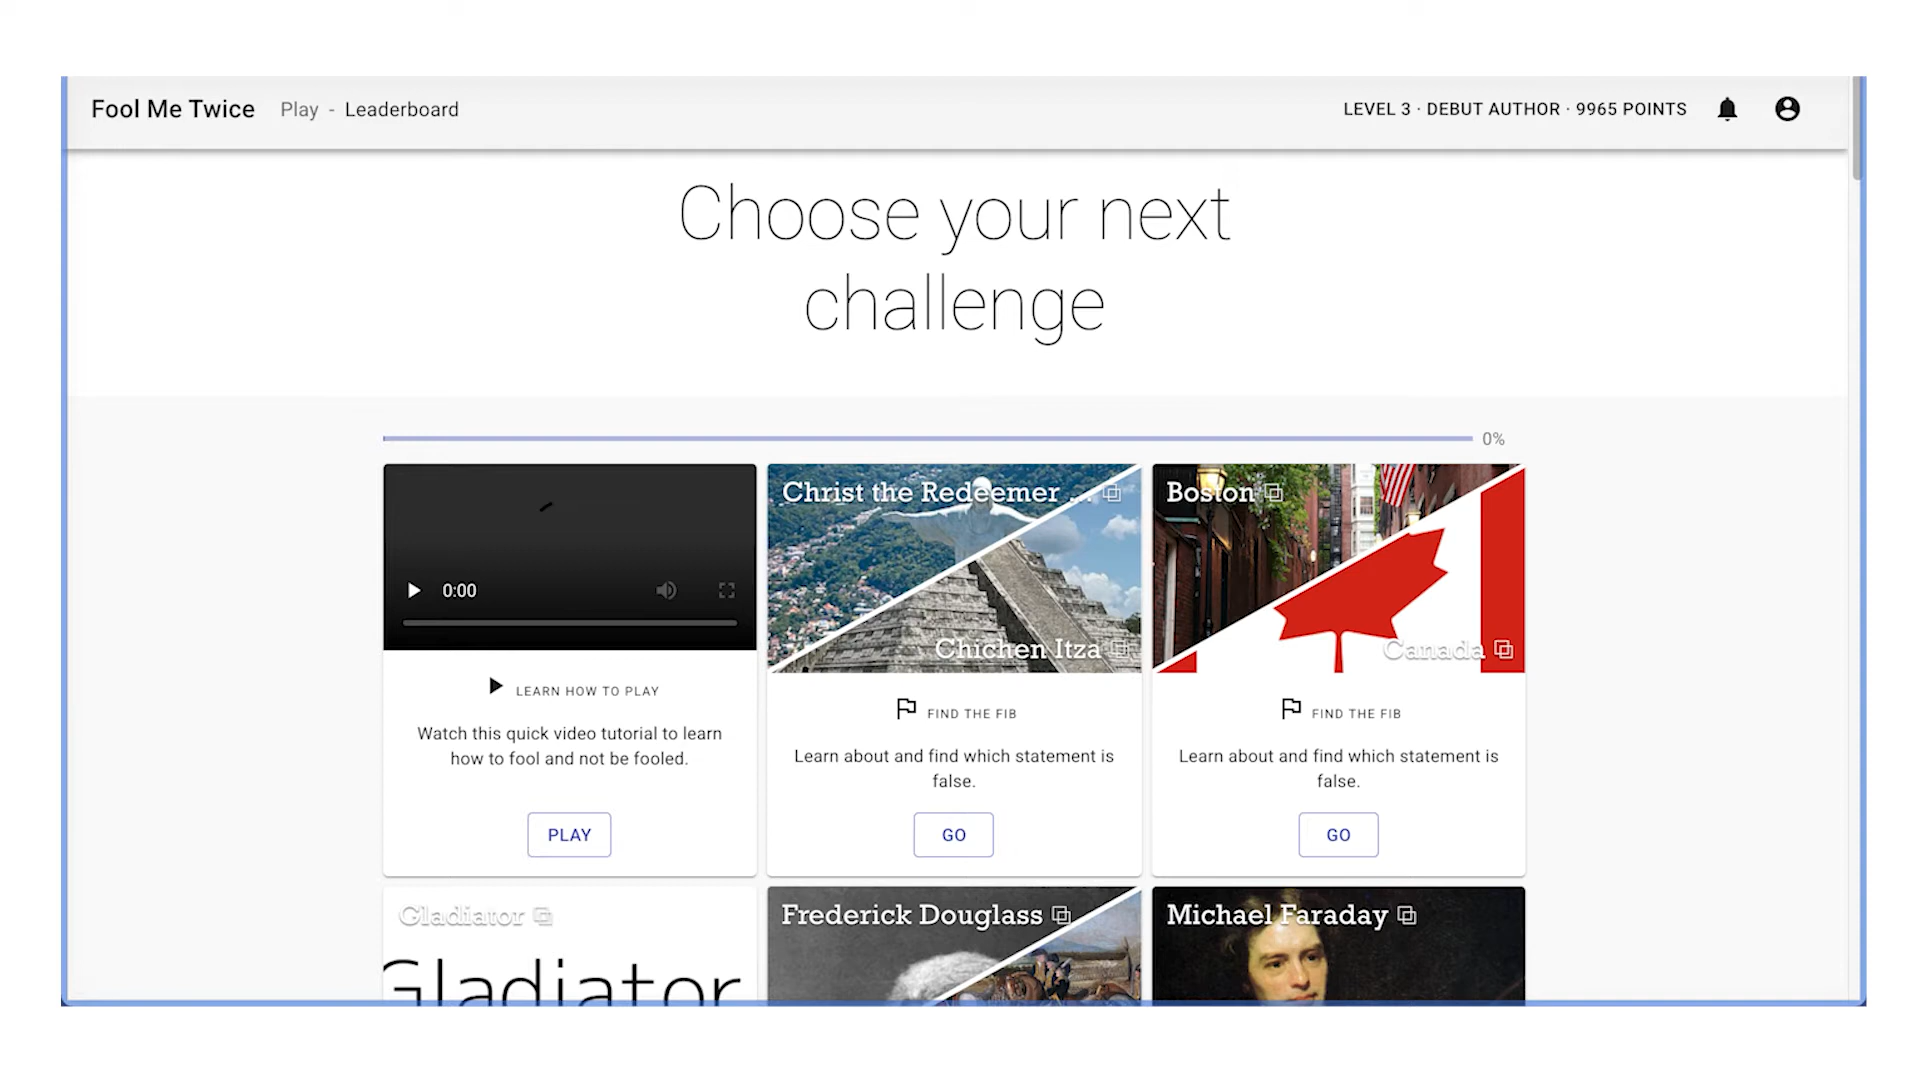 Fool Me Twice Play - Leaderboard LEVEL 3 · DEBUT AUTHOR · 9965 POINTS
Choose your next
challenge
0%
0:00
LEARN HOW TO PLAY
Watch this quick video tutorial to learn
how to fool and not be fooled.
PLAY
Christ the Redeemer ...
Chichen Itza
FIND THE FIB
Learn about and find which statement is
false.
GO
Boston
Canada
FIND THE FIB
Learn about and find which statement is
false.
GO
Gladiator
Gladiator
Frederick Douglass
Michael Faraday